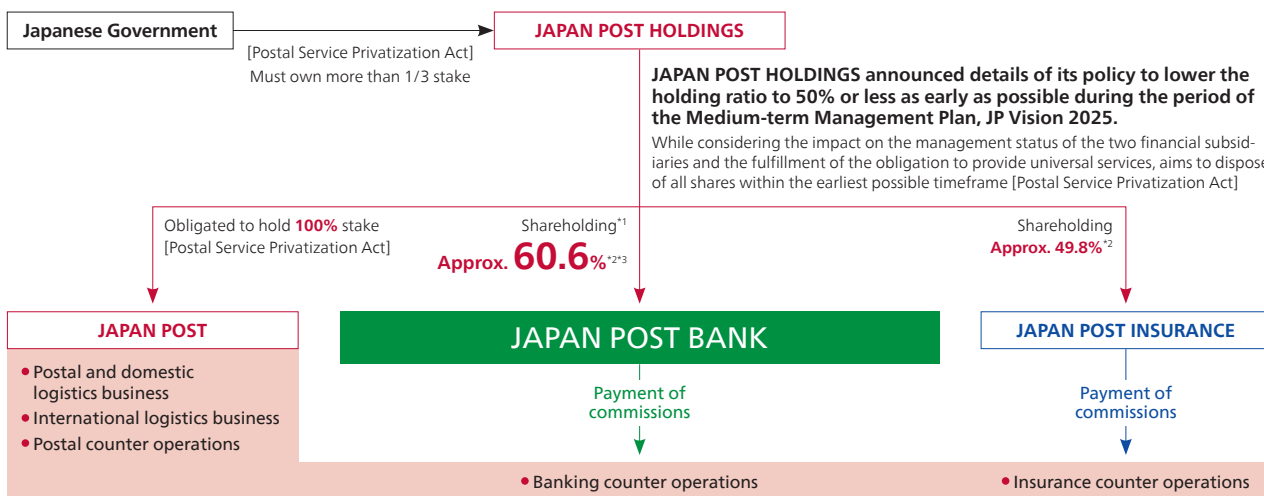 Japanese Government
JAPAN POST HOLDINGS
[Postal Service Privatization Act]
Must own more than 1/3 stake
JAPAN POST HOLDINGS announced details of its policy to lower the
holding ratio to 50% or less as early as possible during the period of
the Medium-term Management Plan, JP Vision 2025.
While considering the impact on the management status of the two financial subsid-
iaries and the fulfillment of the obligation to provide universal services, aims to dispose
of all shares within the earliest possible timeframe [Postal Service Privatization Act]
Obligated to hold 100% stake
[Postal Service Privatization Act]
Shareholding*1
Approx. 60.6%*2*3
Shareholding
Approx. 49.8%*2
JAPAN POST
JAPAN POST BANK
JAPAN POST INSURANCE
• Postal and domestic
logistics business
• International logistics business
• Postal counter operations
Payment of
commissions
Payment of
commissions
• Banking counter operations
• Insurance counter operations